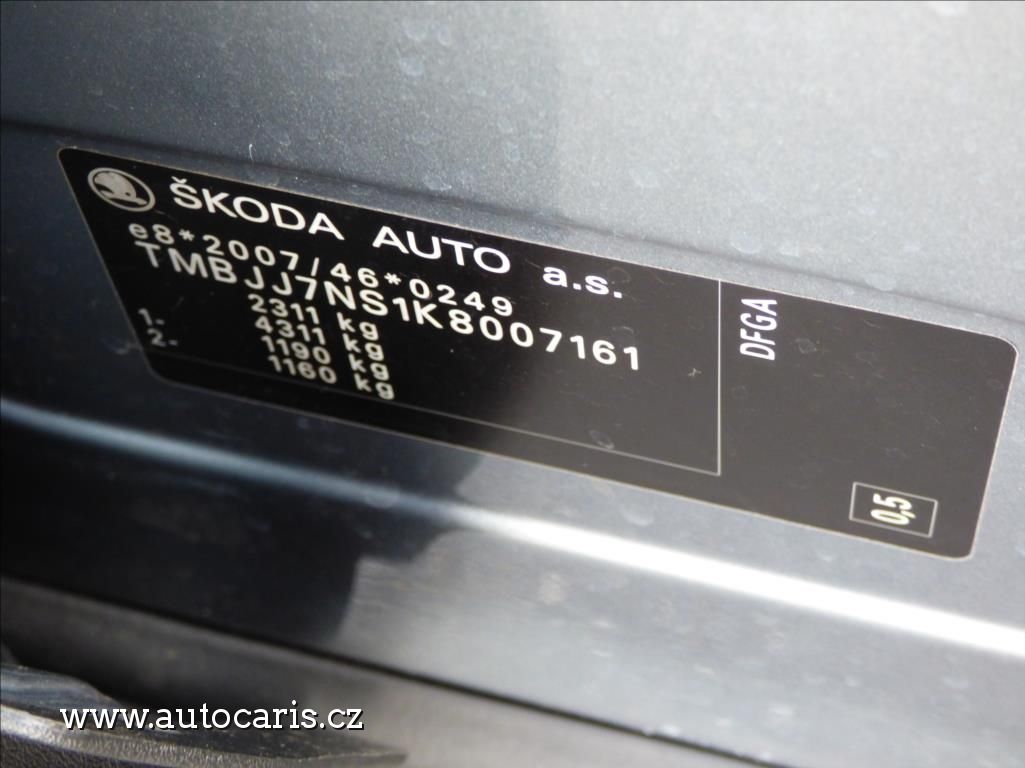 ŠKODA AUTO a.s.
e8*2007/46*0249
TMBJJ7NS1K8007161
2311 kg
4311 kg
1.- 1190 kg
2.- 1160 kg
DFGA
0,5
www.autocaris.cz